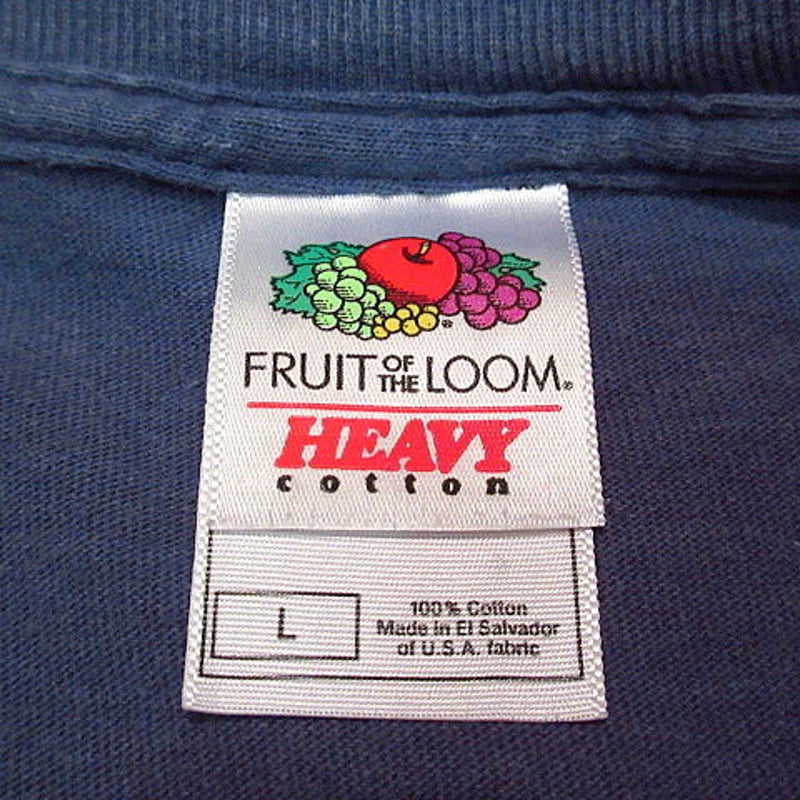 FRUIT OF THE LOOM®
HEAVY
cotton
L
100% Cotton
Made in El Salvador
of U.S.A. fabric